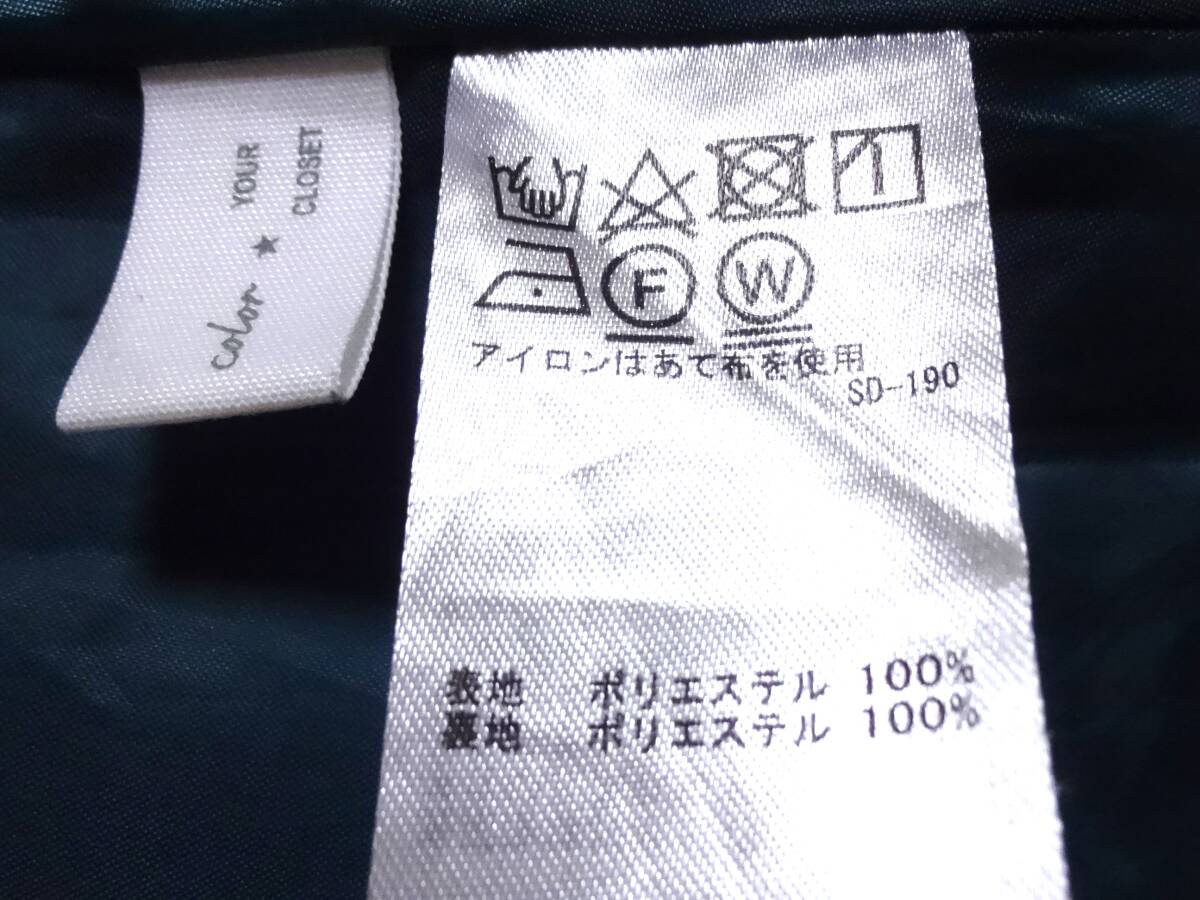 color ★ YOUR
CLOSET
F
W
アイロンはあて布を使用
SD-190
表地 ポリエステル 100%
裏地 ポリエステル 100%